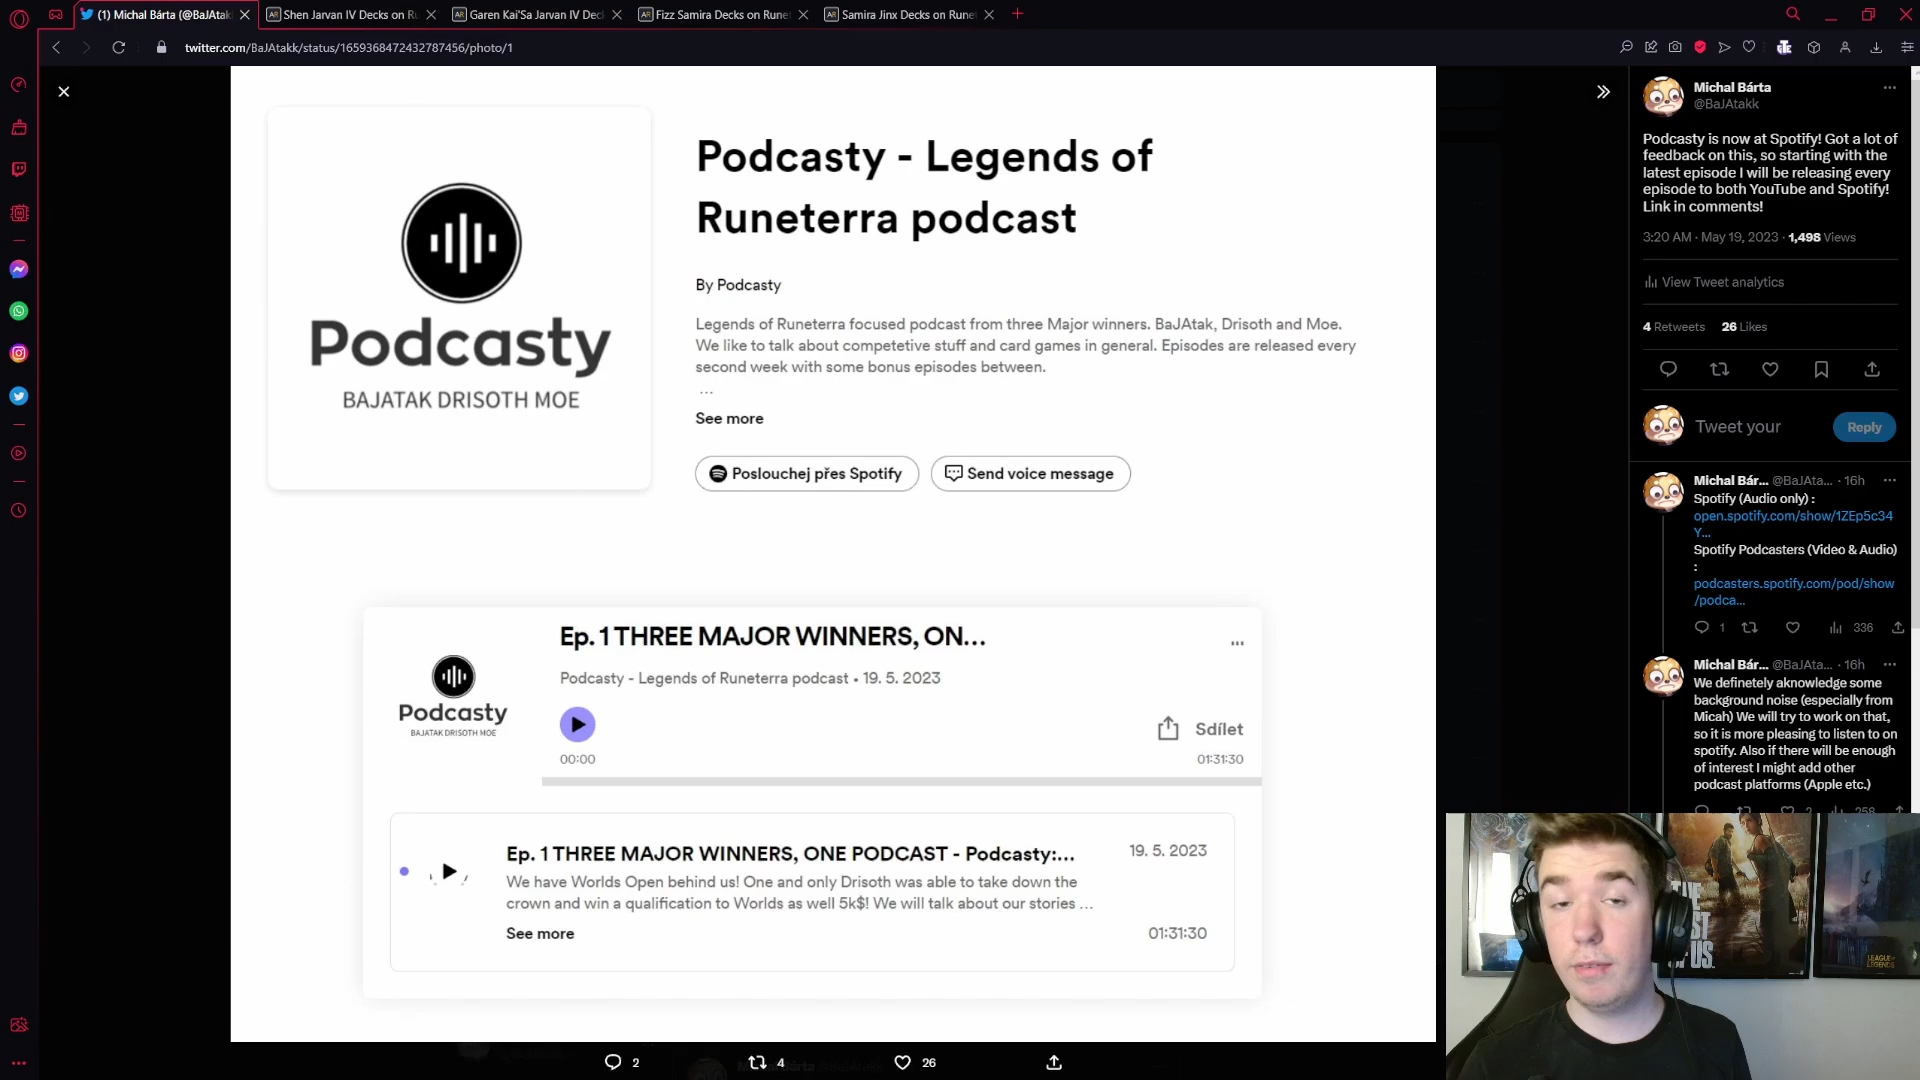 (1) Michal Bárta (@BaJAtak
Shen Jarvan IV Decks on Ru
Garen Kai'Sa Jarvan IV Deck
Fizz Samira Decks on Runet
Samira Jinx Decks on Runet
twitter.com/BaJAtakk/status/1659368472432787456/photo/1
Podcasty
BAJATAK DRISOTH MOE
Podcasty - Legends of
Runeterra podcast
By Podcasty
Legends of Runeterra focused podcast from three Major winners. BaJAtak, Drisoth and Moe.
We like to talk about competetive stuff and card games in general. Episodes are released every
second week with some bonus episodes between.
...
See more
Poslouchej přes Spotify
Send voice message
Podcasty
BAJATAK DRISOTH MOE
Ep. 1 THREE MAJOR WINNERS, ON...
Podcasty - Legends of Runeterra podcast • 19. 5. 2023
Sdílet
00:00
01:31:30
Ep. 1 THREE MAJOR WINNERS, ONE PODCAST - Podcasty:...
19. 5. 2023
We have Worlds Open behind us! One and only Drisoth was able to take down the
crown and win a qualification to Worlds as well 5k$! We will talk about our stories ...
See more
01:31:30
2
4
26
Michal Bárta
@BaJAtakk
Podcasty is now at Spotify! Got a lot of
feedback on this, so starting with the
latest episode I will be releasing every
episode to both YouTube and Spotify!
Link in comments!
3:20 AM · May 19, 2023 · 1,498 Views
View Tweet analytics
4 Retweets 26 Likes
Tweet your
Reply
Michal Bár... @BaJAta... · 16h
Spotify (Audio only) :
open.spotify.com/show/1ZEp5c34
Y...
Spotify Podcasters (Video & Audio)
:
podcasters.spotify.com/pod/show
/podca...
1
336
Michal Bár... @BaJAta... · 16h
We definetely aknowledge some
background noise (especially from
Micah) We will try to work on that,
so it is more pleasing to listen to on
spotify. Also if there will be enough
of interest I might add other
podcast platforms (Apple etc.)
2
258
LEAGUE of
LEGENDS